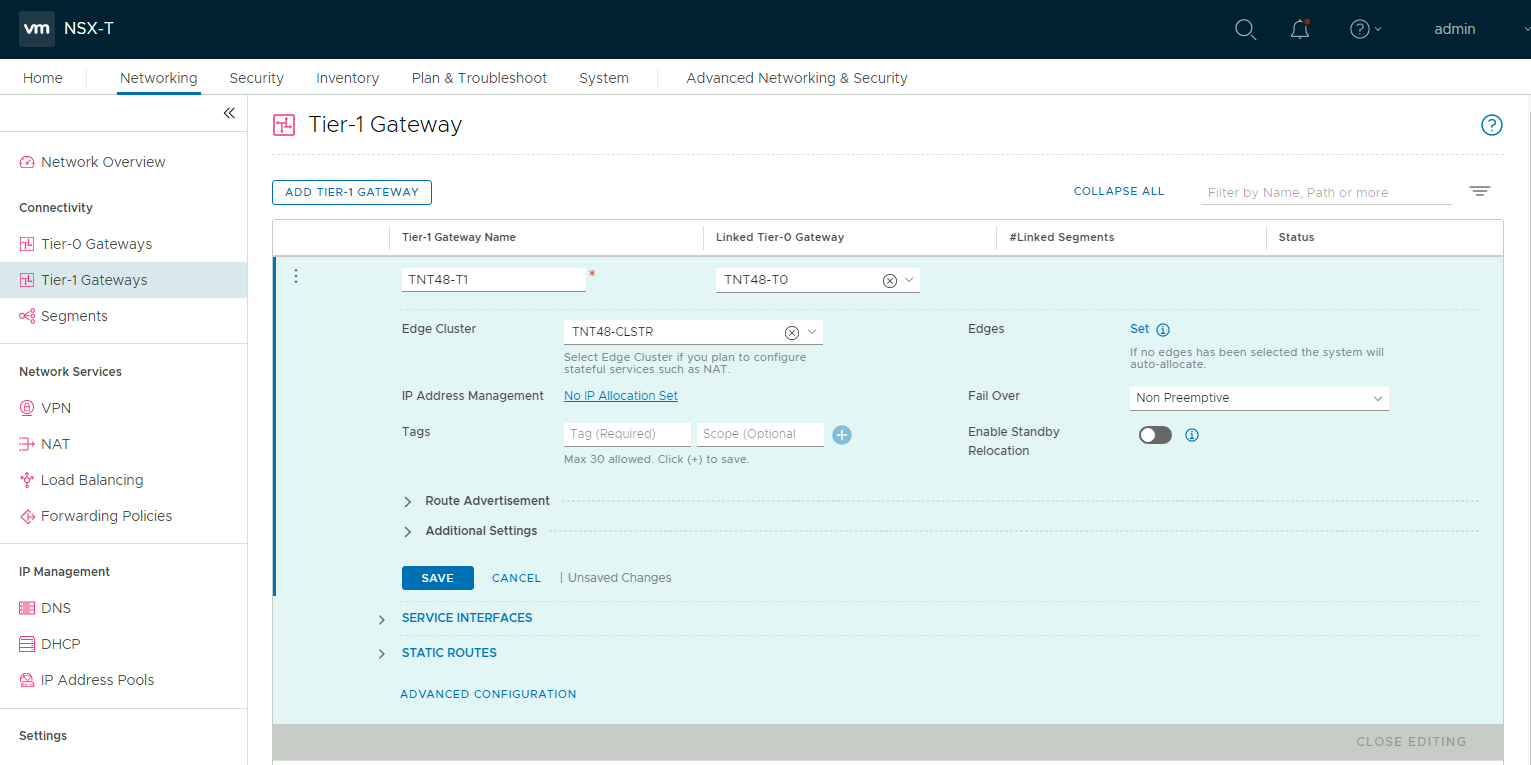 vm NSX-T admin
Home Networking Security Inventory Plan & Troubleshoot System Advanced Networking & Security
Network Overview
Connectivity
Tier-0 Gateways
Tier-1 Gateways
Segments
Network Services
VPN
NAT
Load Balancing
Forwarding Policies
IP Management
DNS
DHCP
IP Address Pools
Settings
Tier-1 Gateway
ADD TIER-1 GATEWAY COLLAPSE ALL Filter by Name, Path or more
Tier-1 Gateway Name Linked Tier-0 Gateway #Linked Segments Status
TNT48-T1 * TNT48-T0
Edge Cluster TNT48-CLSTR Edges Set
Select Edge Cluster if you plan to configure
stateful services such as NAT.
If no edges has been selected the system will
auto-allocate.
IP Address Management No IP Allocation Set Fail Over Non Preemptive
Tags Tag (Required) Scope (Optional
Max 30 allowed. Click (+) to save.
Enable Standby
Relocation
Route Advertisement
Additional Settings
SAVE CANCEL | Unsaved Changes
SERVICE INTERFACES
STATIC ROUTES
ADVANCED CONFIGURATION
CLOSE EDITING